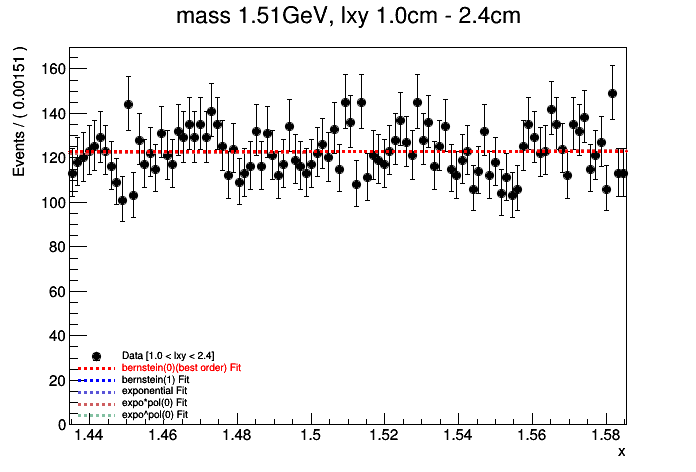 mass 1.51GeV, lxy 1.0cm - 2.4cm
Events / ( 0.00151 )
160
140
120
100
80
60
40
20
0
Data [1.0 < lxy < 2.4]
bernstein(0)(best order) Fit
bernstein(1) Fit
exponential Fit
expo*pol(0) Fit
expo^pol(0) Fit
1.44 1.46 1.48 1.5 1.52 1.54 1.56 1.58
x